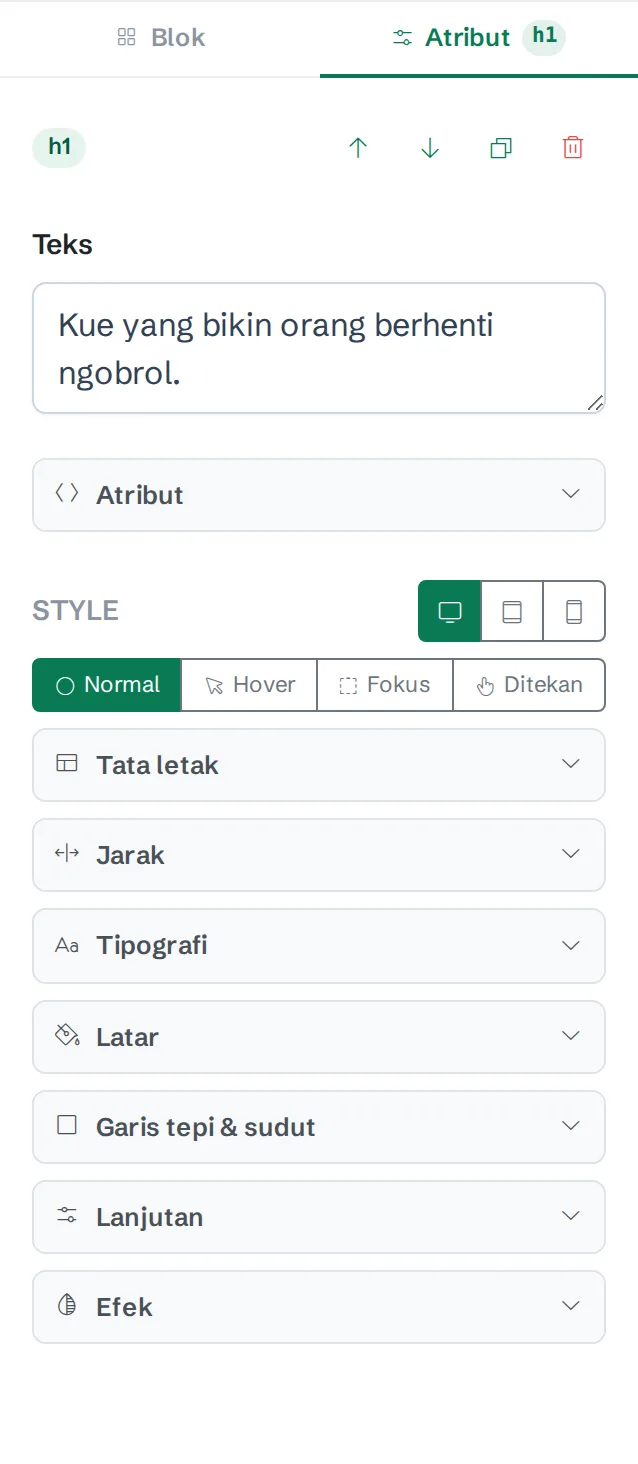 Blok
Atribut h1
h1
Teks
Kue yang bikin orang berhenti
ngobrol.
Atribut
STYLE
Normal Hover Fokus Ditekan
Tata letak
Jarak
Aa Tipografi
Latar
Garis tepi & sudut
Lanjutan
Efek